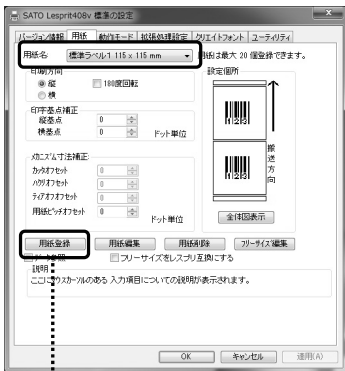 SATO Lesprit408v 標準の設定
バージョン情報 用紙 動作モード 拡張処理設定 クリエイトフォント ユーティリティ
用紙名 標準ラベル1 115 x 115 mm 用紙は最大 20 個登録できます。
印刷方向
縦 180度回転
横
印字基点補正
縦基点 0
横基点 0 ドット単位
メカニズム寸法補正
カッタオフセット 0
ハクリオフセット 0
ティアオフオフセット 0
用紙ピッチオフセット 0
ドット単位
設定個所
123
123
搬送方向
全体図表示
用紙登録 用紙編集 用紙削除 フリーサイズ編集
フリーサイズをレスプリ互換にする
説明
ここにマウスカーソルのある 入力項目についての説明が表示されます。
OK キャンセル 適用(A)